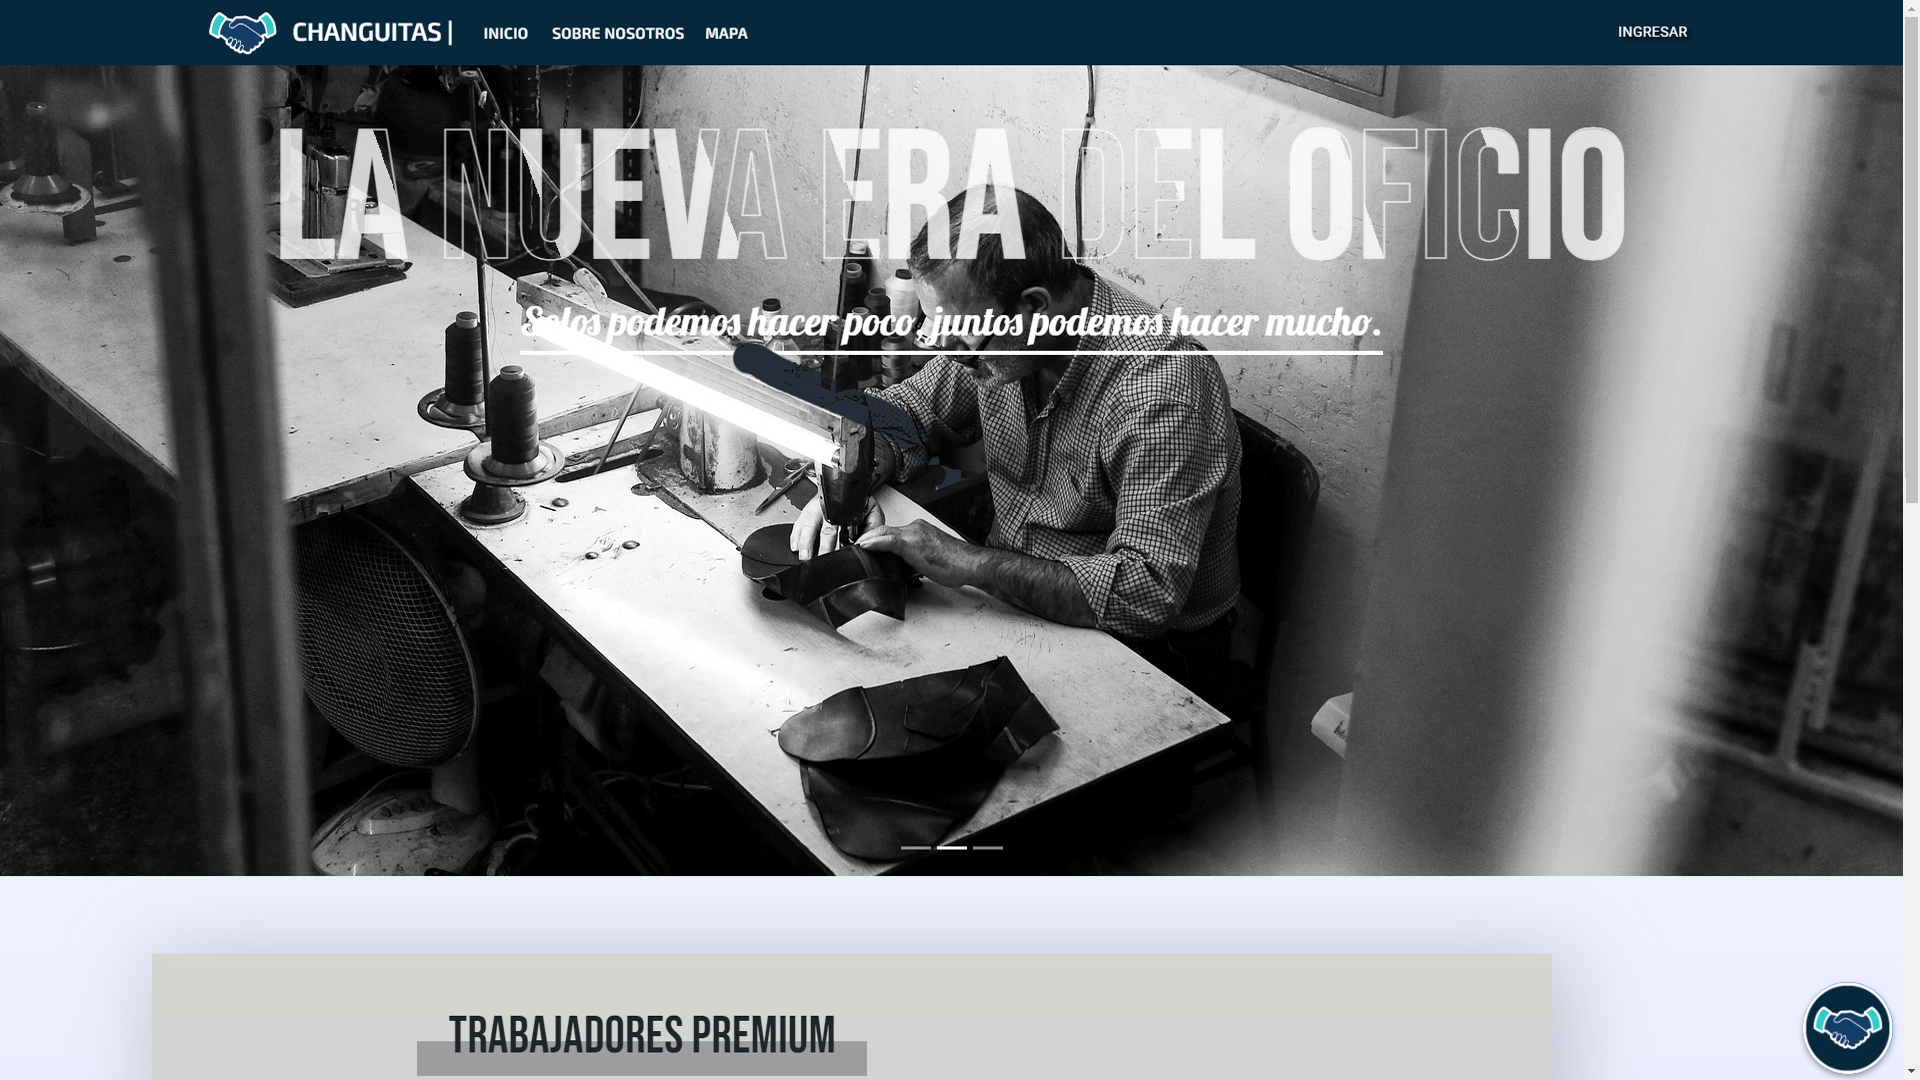 CHANGUITAS |
INICIO
SOBRE NOSOTROS
MAPA
INGRESAR
LA NUEVA ERA DEL OFICIO
Solos podemos hacer poco, juntos podemos hacer mucho.
TRABAJADORES PREMIUM